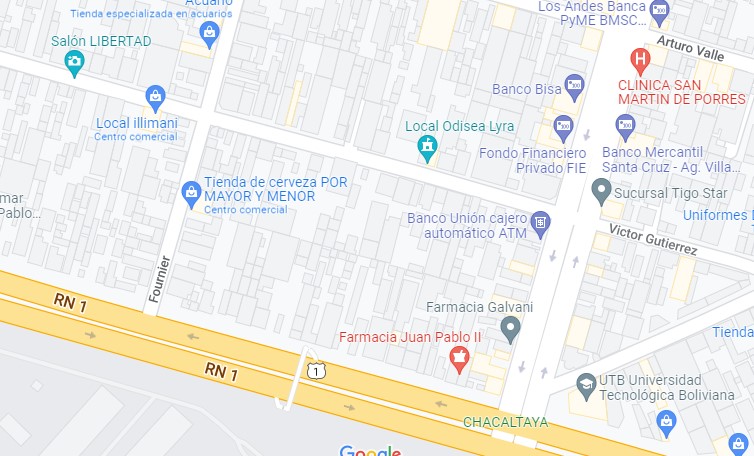 Acuario
Tienda especializada en acuarios
Los Andes Banca
PyME BMSC...
Arturo Valle
Salón LIBERTAD
CLINICA SAN
MARTIN DE PORRES
Banco Bisa
Local illimani
Centro comercial
Local Odisea Lyra
Fondo Financiero
Privado FIE
Banco Mercantil
Santa Cruz - Ag. Villa...
Tienda de cerveza POR
MAYOR Y MENOR
Centro comercial
Sucursal Tigo Star
mar
Pablo...
Banco Unión cajero
automático ATM
Uniformes
Victor Gutierrez
Fournier
RN 1
Farmacia Galvani
Farmacia Juan Pablo II
Tienda
RN 1
1
UTB Universidad
Tecnológica Boliviana
CHACALTAYA
Google